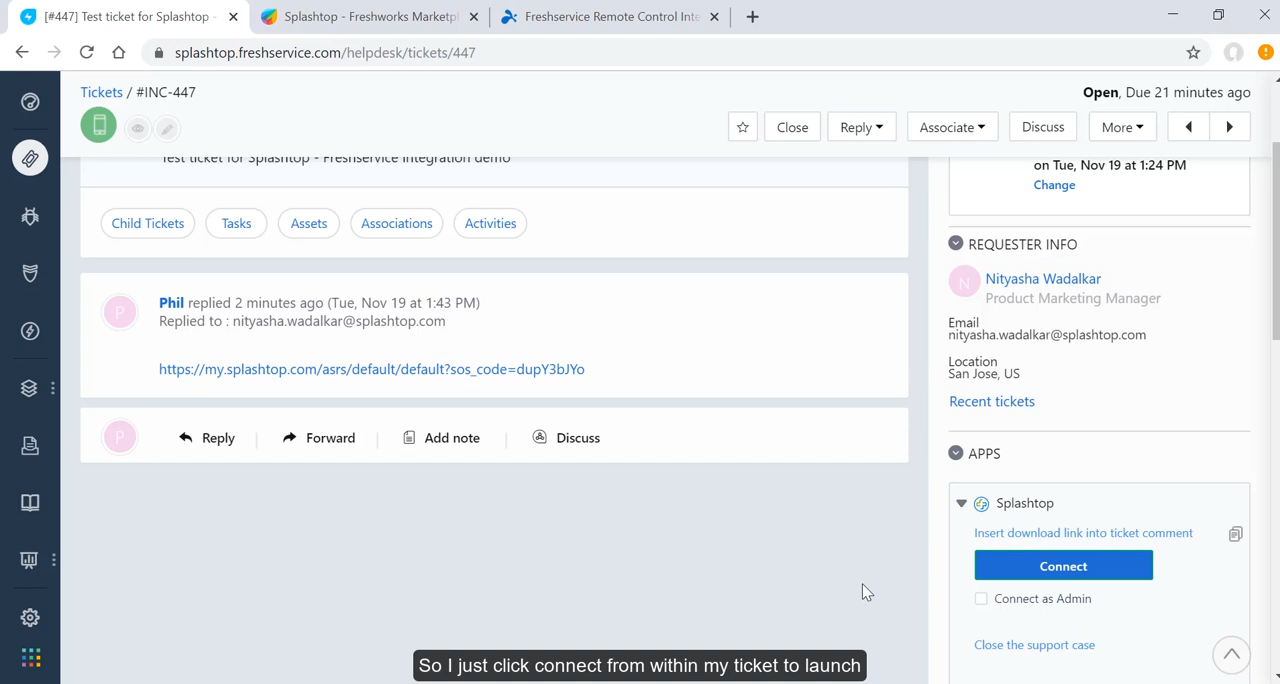 [#447] Test ticket for Splashtop -
Splashtop - Freshworks Marketpl
Freshservice Remote Control Inte
splashtop.freshservice.com/helpdesk/tickets/447
Tickets / #INC-447
Open, Due 21 minutes ago
Close
Reply
Associate
Discuss
More
Test ticket for Splashtop - Freshservice Integration demo
on Tue, Nov 19 at 1:24 PM
Change
Child Tickets
Tasks
Assets
Associations
Activities
REQUESTER INFO
N
Nityasha Wadalkar
Product Marketing Manager
Email
nityasha.wadalkar@splashtop.com
Location
San Jose, US
Recent tickets
P
Phil replied 2 minutes ago (Tue, Nov 19 at 1:43 PM)
Replied to : nityasha.wadalkar@splashtop.com
https://my.splashtop.com/asrs/default/default?sos_code=dupY3bJYo
P
Reply
Forward
Add note
Discuss
APPS
Splashtop
Insert download link into ticket comment
Connect
Connect as Admin
Close the support case
So I just click connect from within my ticket to launch